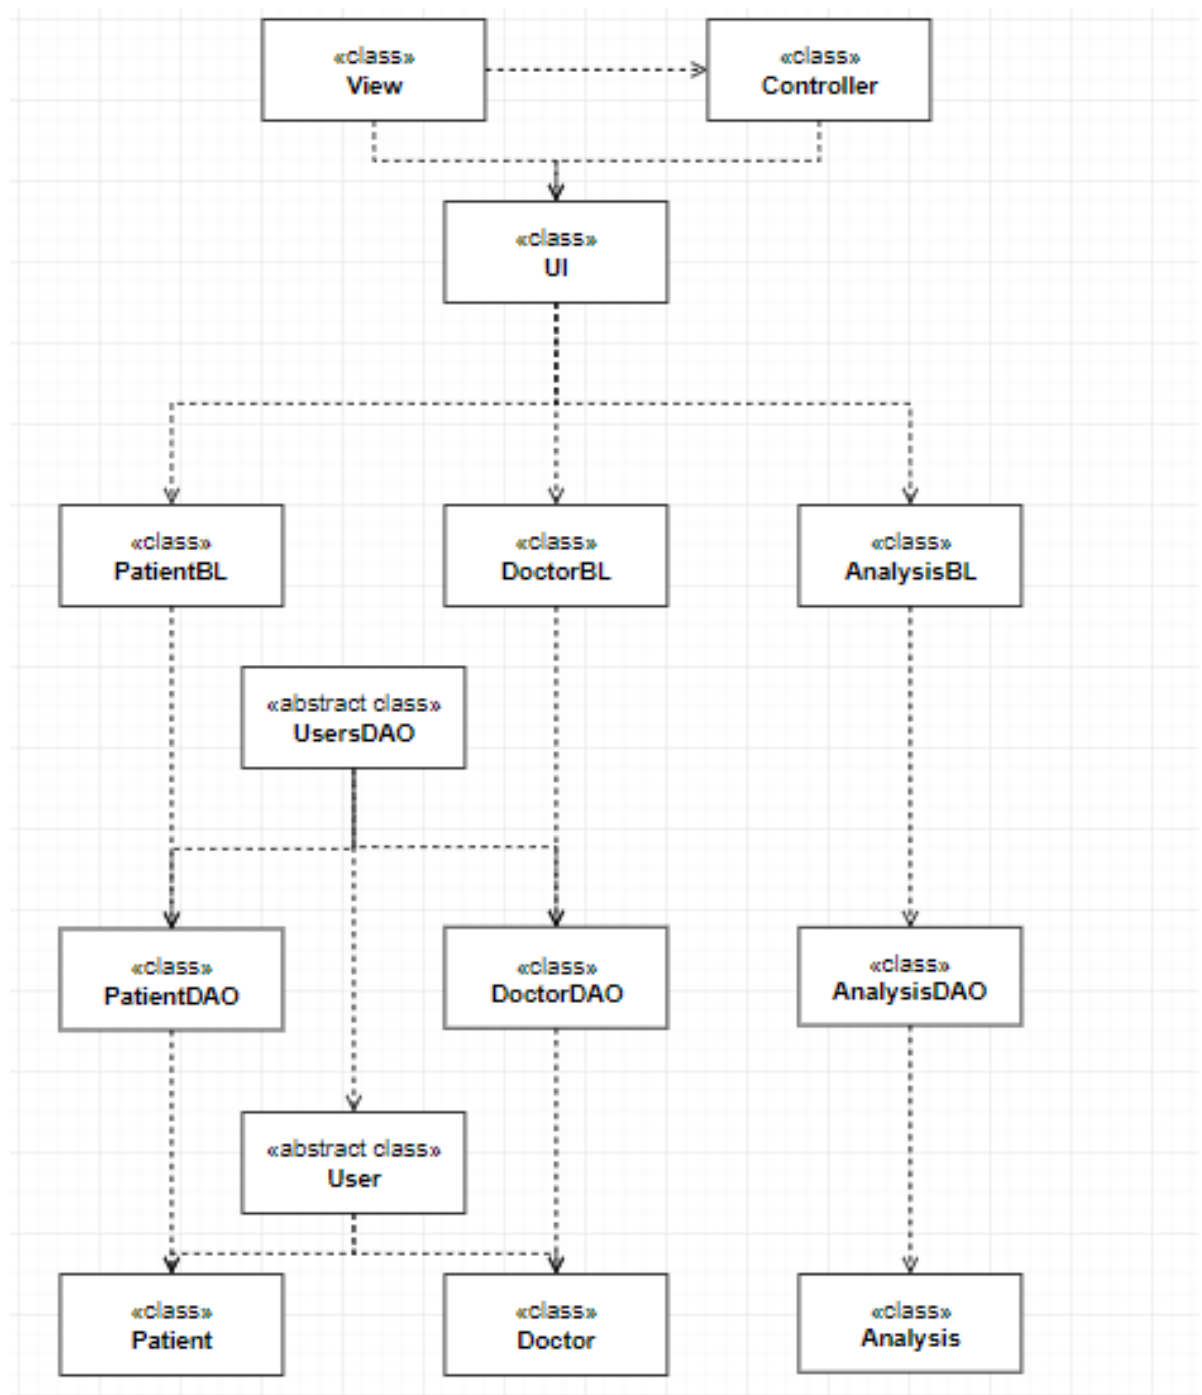 «class»
View
«class»
Controller
«class»
UI
«class»
PatientBL
«class»
DoctorBL
«class»
AnalysisBL
«abstract class»
UsersDAO
«class»
PatientDAO
«class»
DoctorDAO
«class»
AnalysisDAO
«abstract class»
User
«class»
Patient
«class»
Doctor
«class»
Analysis